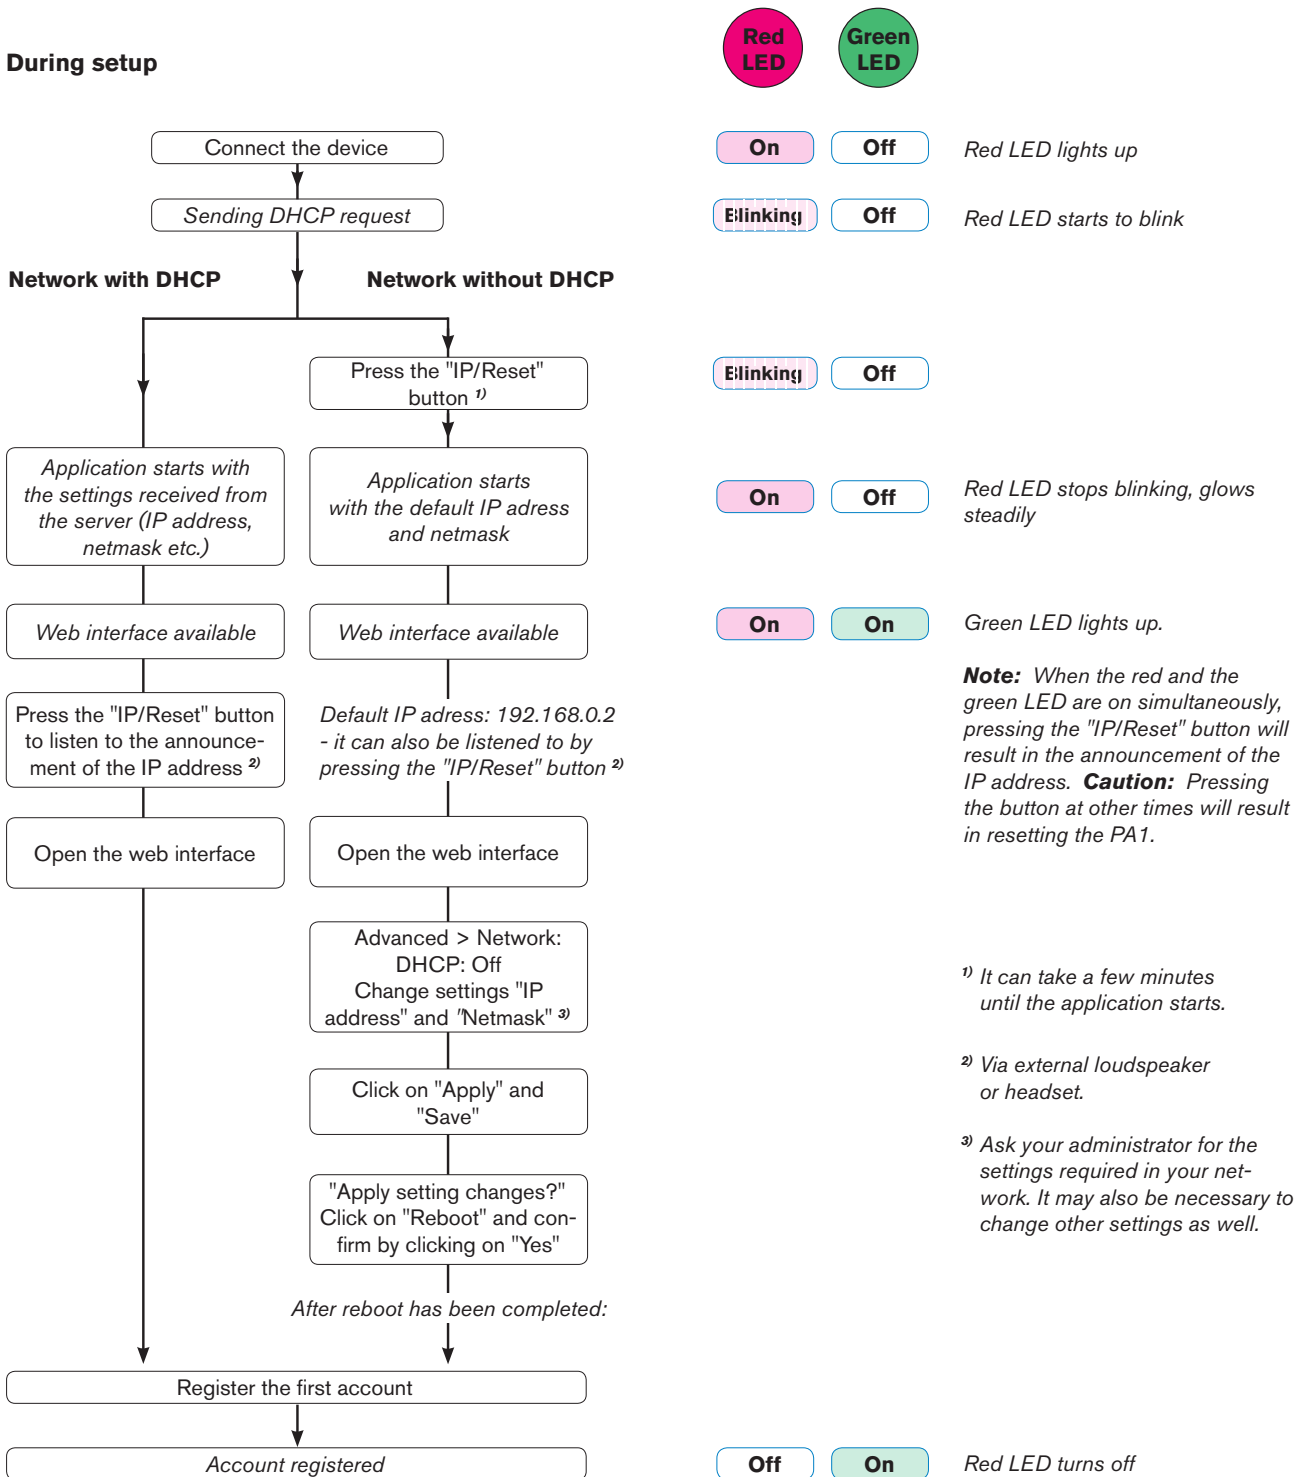 During setup
Red
LED
Green
LED
Connect the device
On
Off
Red LED lights up
Sending DHCP request
Blinking
Off
Red LED starts to blink
Network with DHCP
Network without DHCP
Press the "IP/Reset"
button 1)
Blinking
Off
Application starts with
the settings received from
the server (IP address,
netmask etc.)
Application starts
with the default IP adress
and netmask
On
Off
Red LED stops blinking, glows
steadily
Web interface available
Web interface available
On
On
Green LED lights up.
Note: When the red and the
green LED are on simultaneously,
pressing the "IP/Reset" button will
result in the announcement of the
IP address. Caution: Pressing
the button at other times will result
in resetting the PA1.
Press the "IP/Reset" button
to listen to the announce-
ment of the IP address 2)
Default IP adress: 192.168.0.2
- it can also be listened to by
pressing the "IP/Reset" button 2)
Open the web interface
Open the web interface
Advanced > Network:
DHCP: Off
Change settings "IP
address" and "Netmask" 3)
Click on "Apply" and
"Save"
"Apply setting changes?"
Click on "Reboot" and con-
firm by clicking on "Yes"
After reboot has been completed:
1) It can take a few minutes
until the application starts.
2) Via external loudspeaker
or headset.
3) Ask your administrator for the
settings required in your net-
work. It may also be necessary to
change other settings as well.
Register the first account
Account registered
Off
On
Red LED turns off